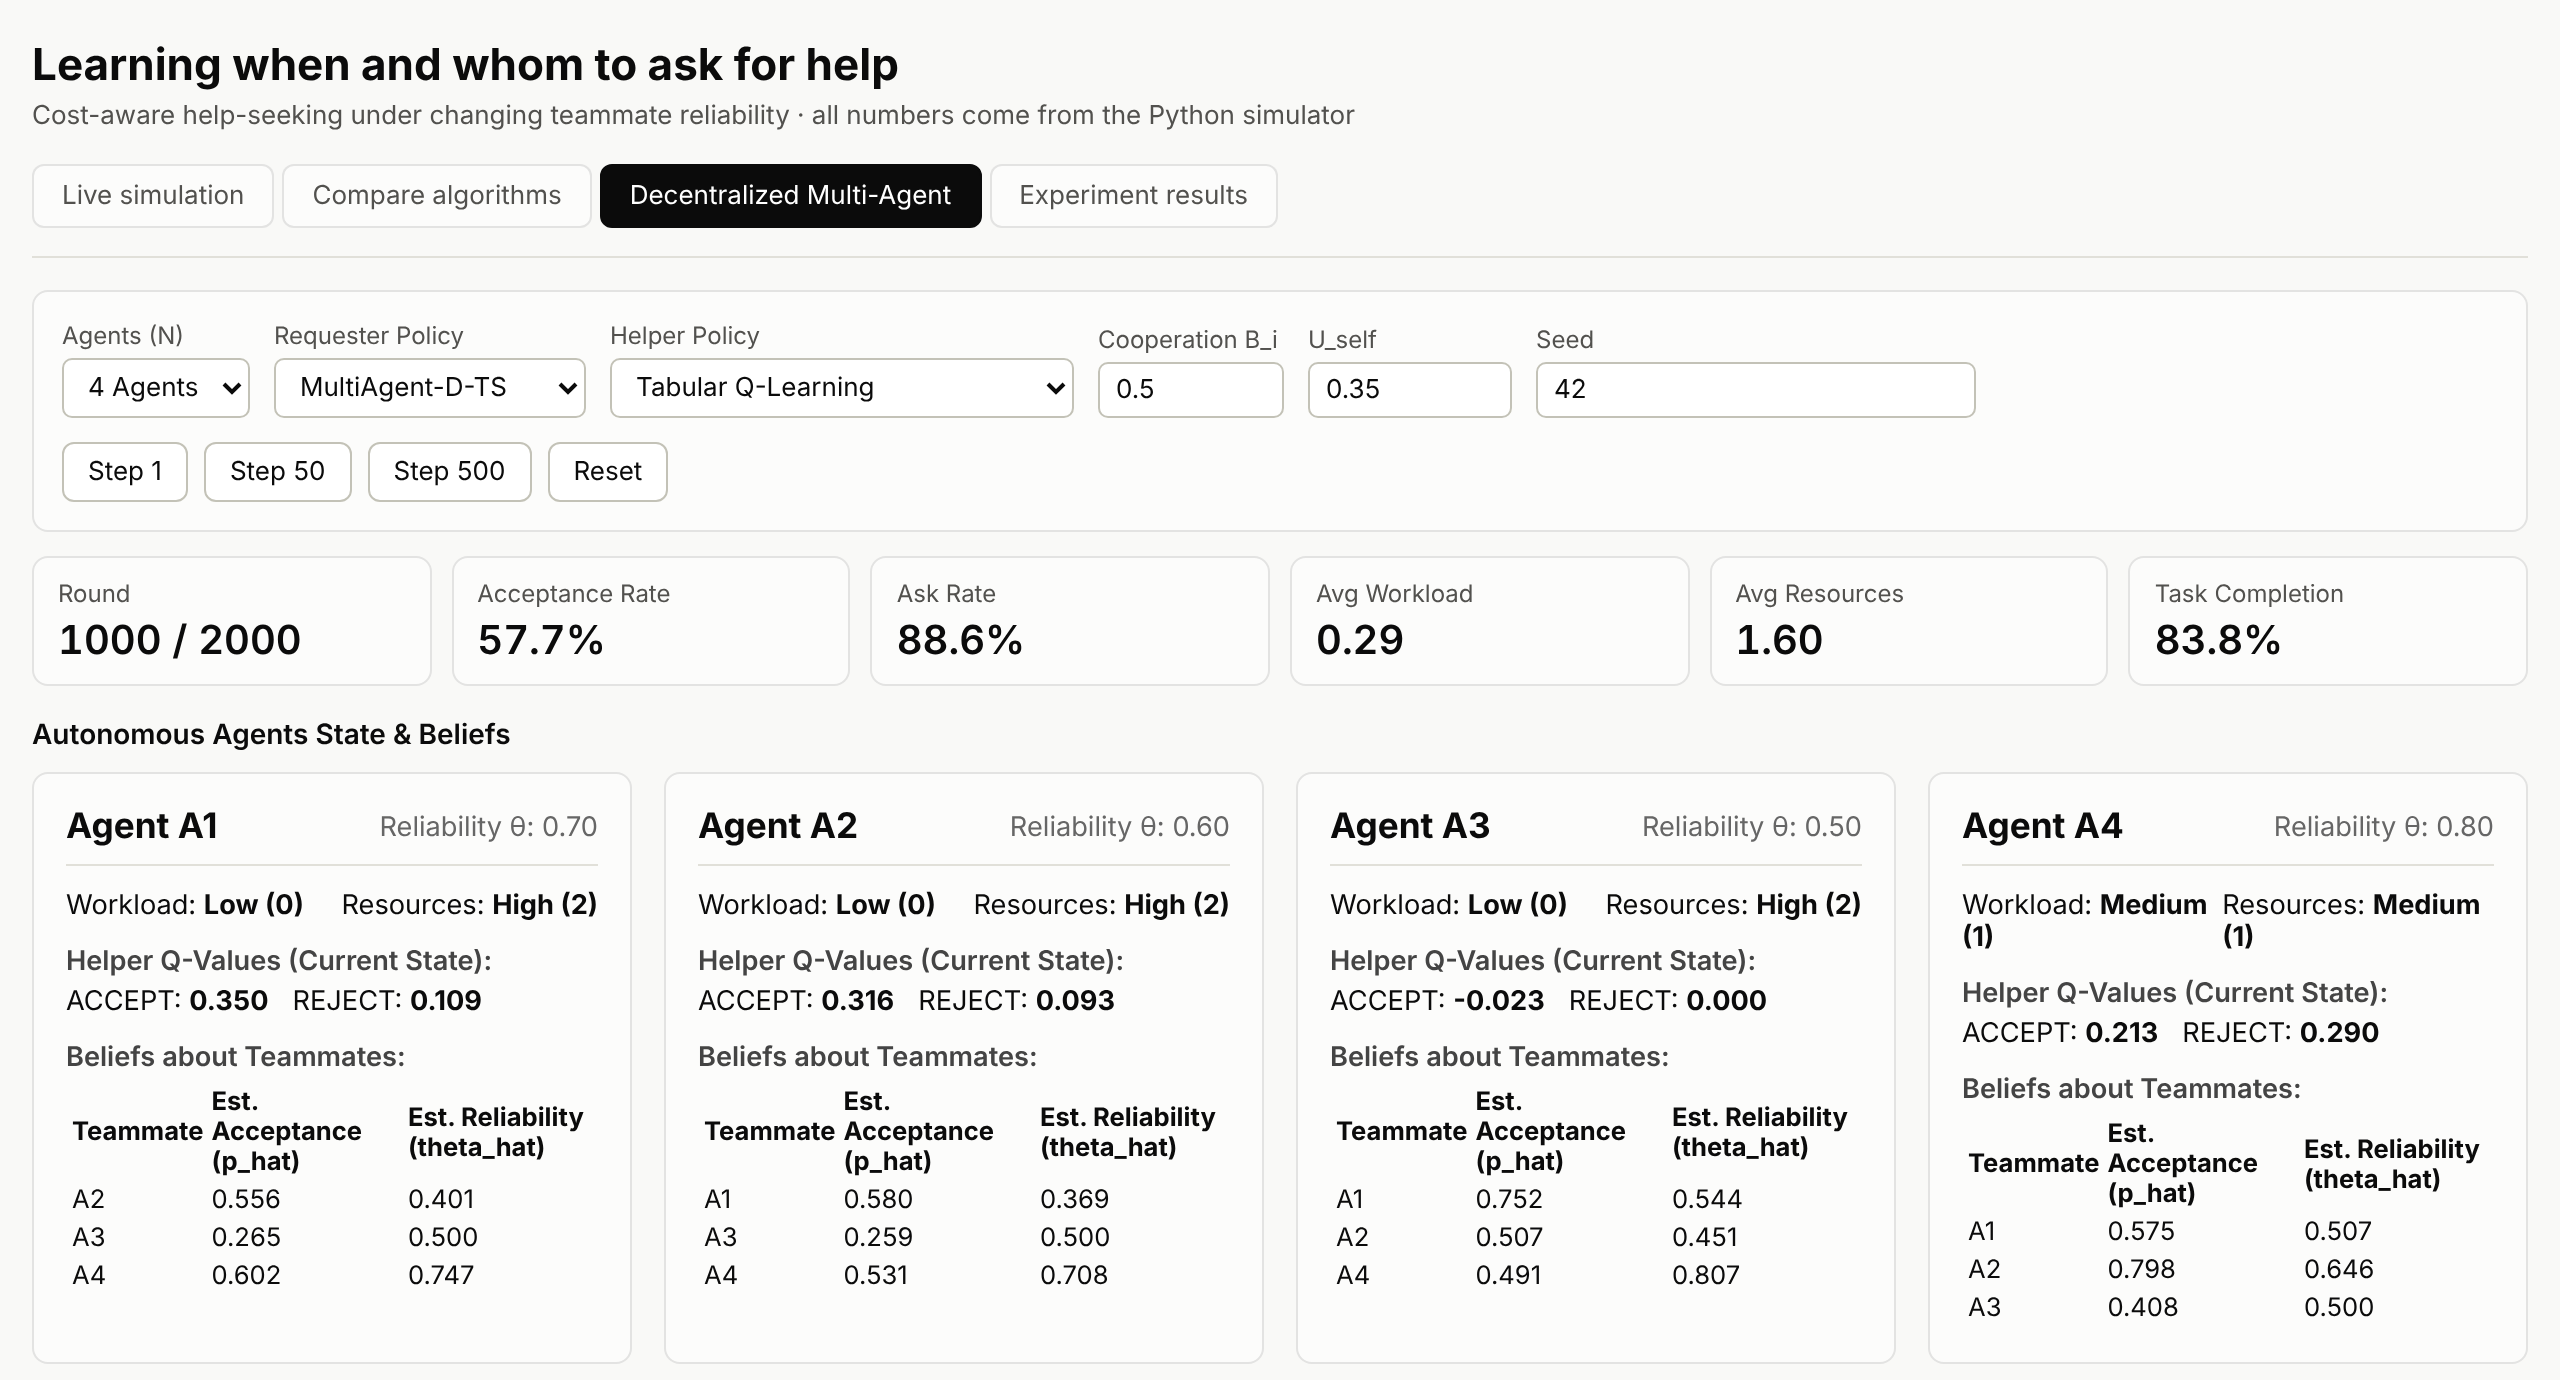 Learning when and whom to ask for help
Cost-aware help-seeking under changing teammate reliability · all numbers come from the Python simulator
Live simulation
Compare algorithms
Decentralized Multi-Agent
Experiment results
Agents (N)
Requester Policy
Helper Policy
Cooperation B_i
U_self
Seed
4 Agents
MultiAgent-D-TS
Tabular Q-Learning
0.5
0.35
42
Step 1
Step 50
Step 500
Reset
Round
1000 / 2000
Acceptance Rate
57.7%
Ask Rate
88.6%
Avg Workload
0.29
Avg Resources
1.60
Task Completion
83.8%
Autonomous Agents State & Beliefs
Agent A1 Reliability θ: 0.70
Workload: Low (0) Resources: High (2)
Helper Q-Values (Current State):
ACCEPT: 0.350 REJECT: 0.109
Beliefs about Teammates:
Teammate
Est.
Acceptance
(p_hat)
Est. Reliability
(theta_hat)
A2 0.556 0.401
A3 0.265 0.500
A4 0.602 0.747
Agent A2 Reliability θ: 0.60
Workload: Low (0) Resources: High (2)
Helper Q-Values (Current State):
ACCEPT: 0.316 REJECT: 0.093
Beliefs about Teammates:
Teammate
Est.
Acceptance
(p_hat)
Est. Reliability
(theta_hat)
A1 0.580 0.369
A3 0.259 0.500
A4 0.531 0.708
Agent A3 Reliability θ: 0.50
Workload: Low (0) Resources: High (2)
Helper Q-Values (Current State):
ACCEPT: -0.023 REJECT: 0.000
Beliefs about Teammates:
Teammate
Est.
Acceptance
(p_hat)
Est. Reliability
(theta_hat)
A1 0.752 0.544
A2 0.507 0.451
A4 0.491 0.807
Agent A4 Reliability θ: 0.80
Workload: Medium
(1)
Resources: Medium
(1)
Helper Q-Values (Current State):
ACCEPT: 0.213 REJECT: 0.290
Beliefs about Teammates:
Teammate
Est.
Acceptance
(p_hat)
Est. Reliability
(theta_hat)
A1 0.575 0.507
A2 0.798 0.646
A3 0.408 0.500